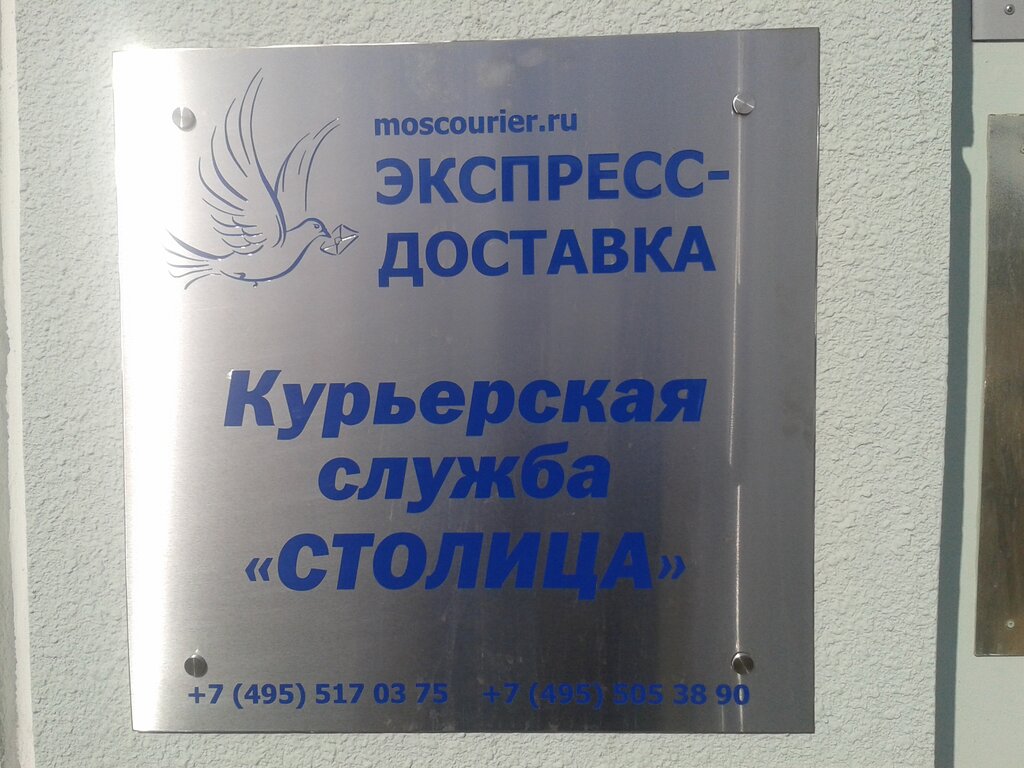 moscourier.ru
ЭКСПРЕСС-
ДОСТАВКА
Курьерская
служба
«СТОЛИЦА»
+7 (495) 517 03 75 +7 (495) 505 38 90